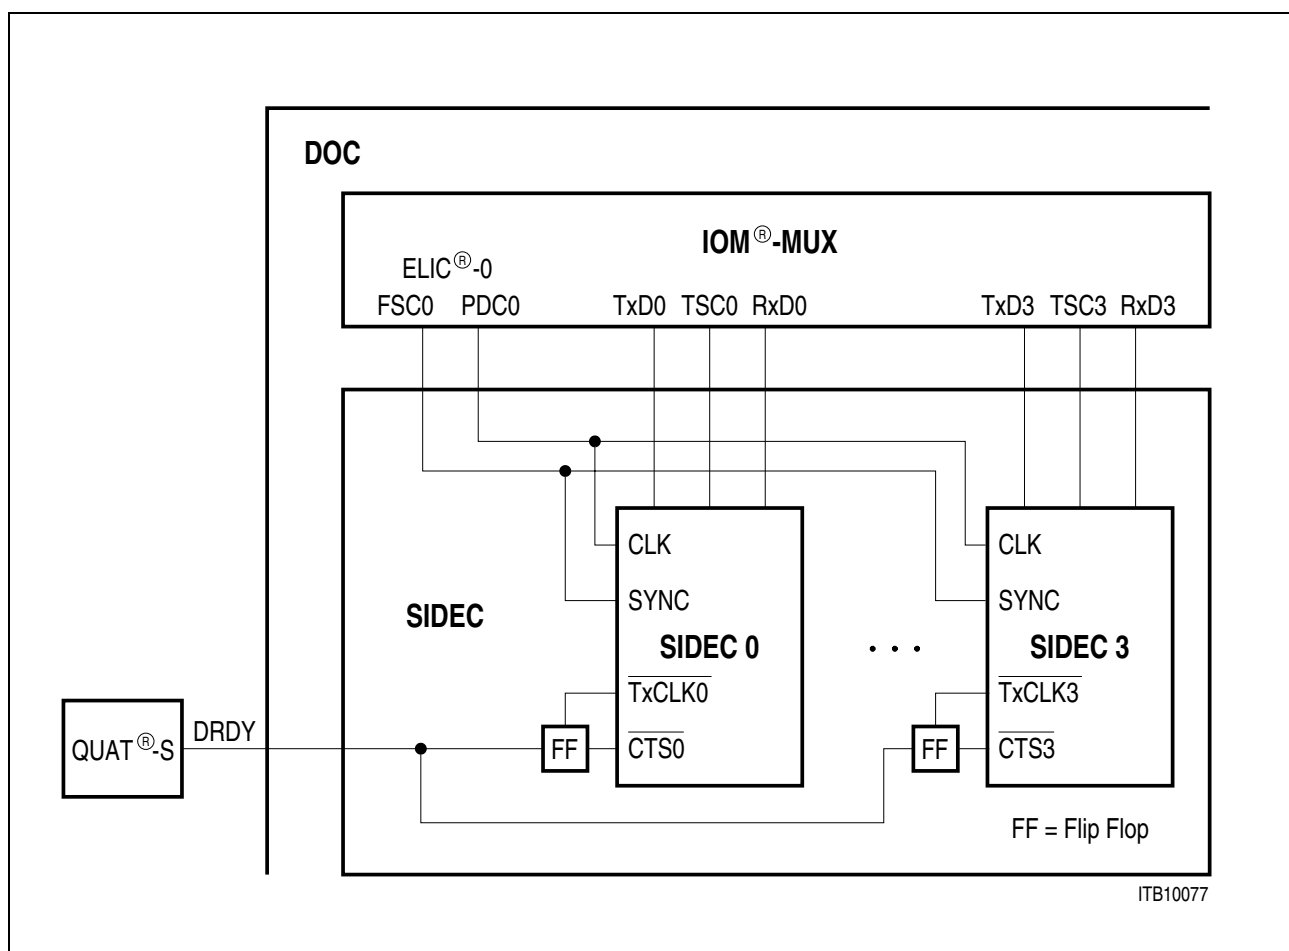 DOC
IOM®-MUX
ELIC®-0
FSC0 PDC0 TxD0 TSC0 RxD0 TxD3 TSC3 RxD3
CLK CLK
SYNC SYNC
SIDEC
SIDEC 0 . . . SIDEC 3
TxCLK0 TxCLK3
QUAT®-S DRDY FF CTS0 FF CTS3
FF = Flip Flop
ITB10077